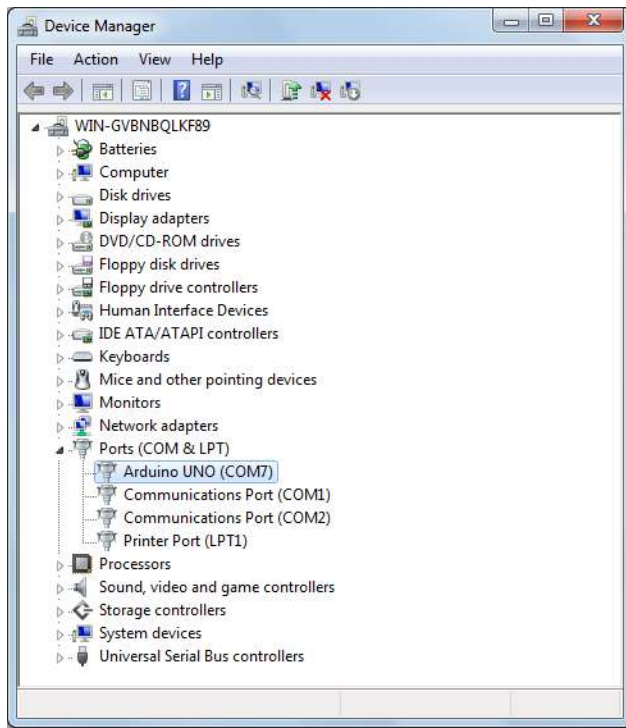 Device Manager
File Action View Help
WIN-GVBNBQLKF89
Batteries
Computer
Disk drives
Display adapters
DVD/CD-ROM drives
Floppy disk drives
Floppy drive controllers
Human Interface Devices
IDE ATA/ATAPI controllers
Keyboards
Mice and other pointing devices
Monitors
Network adapters
Ports (COM & LPT)
Arduino UNO (COM7)
Communications Port (COM1)
Communications Port (COM2)
Printer Port (LPT1)
Processors
Sound, video and game controllers
Storage controllers
System devices
Universal Serial Bus controllers